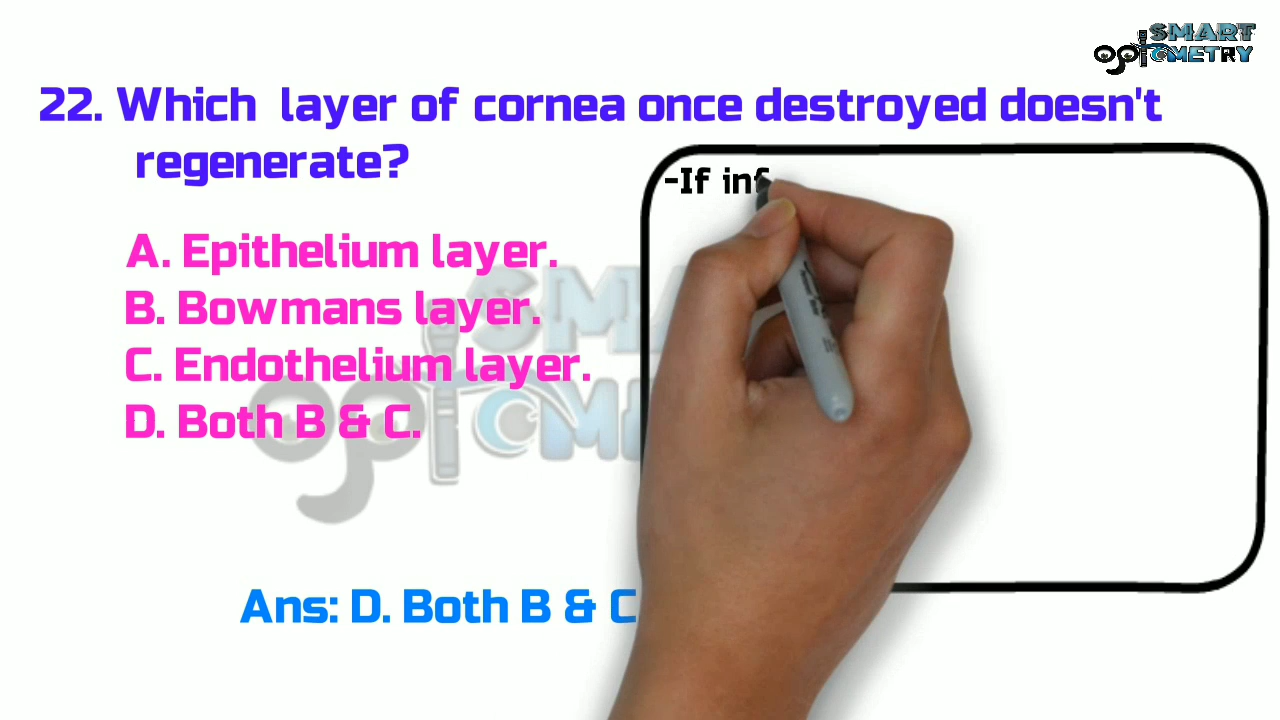 SMART
OPTOMETRY
22. Which layer of cornea once destroyed doesn't
regenerate?
-If inf
A. Epithelium layer.
B. Bowmans layer.
C. Endothelium layer.
D. Both B & C.
Ans: D. Both B & C